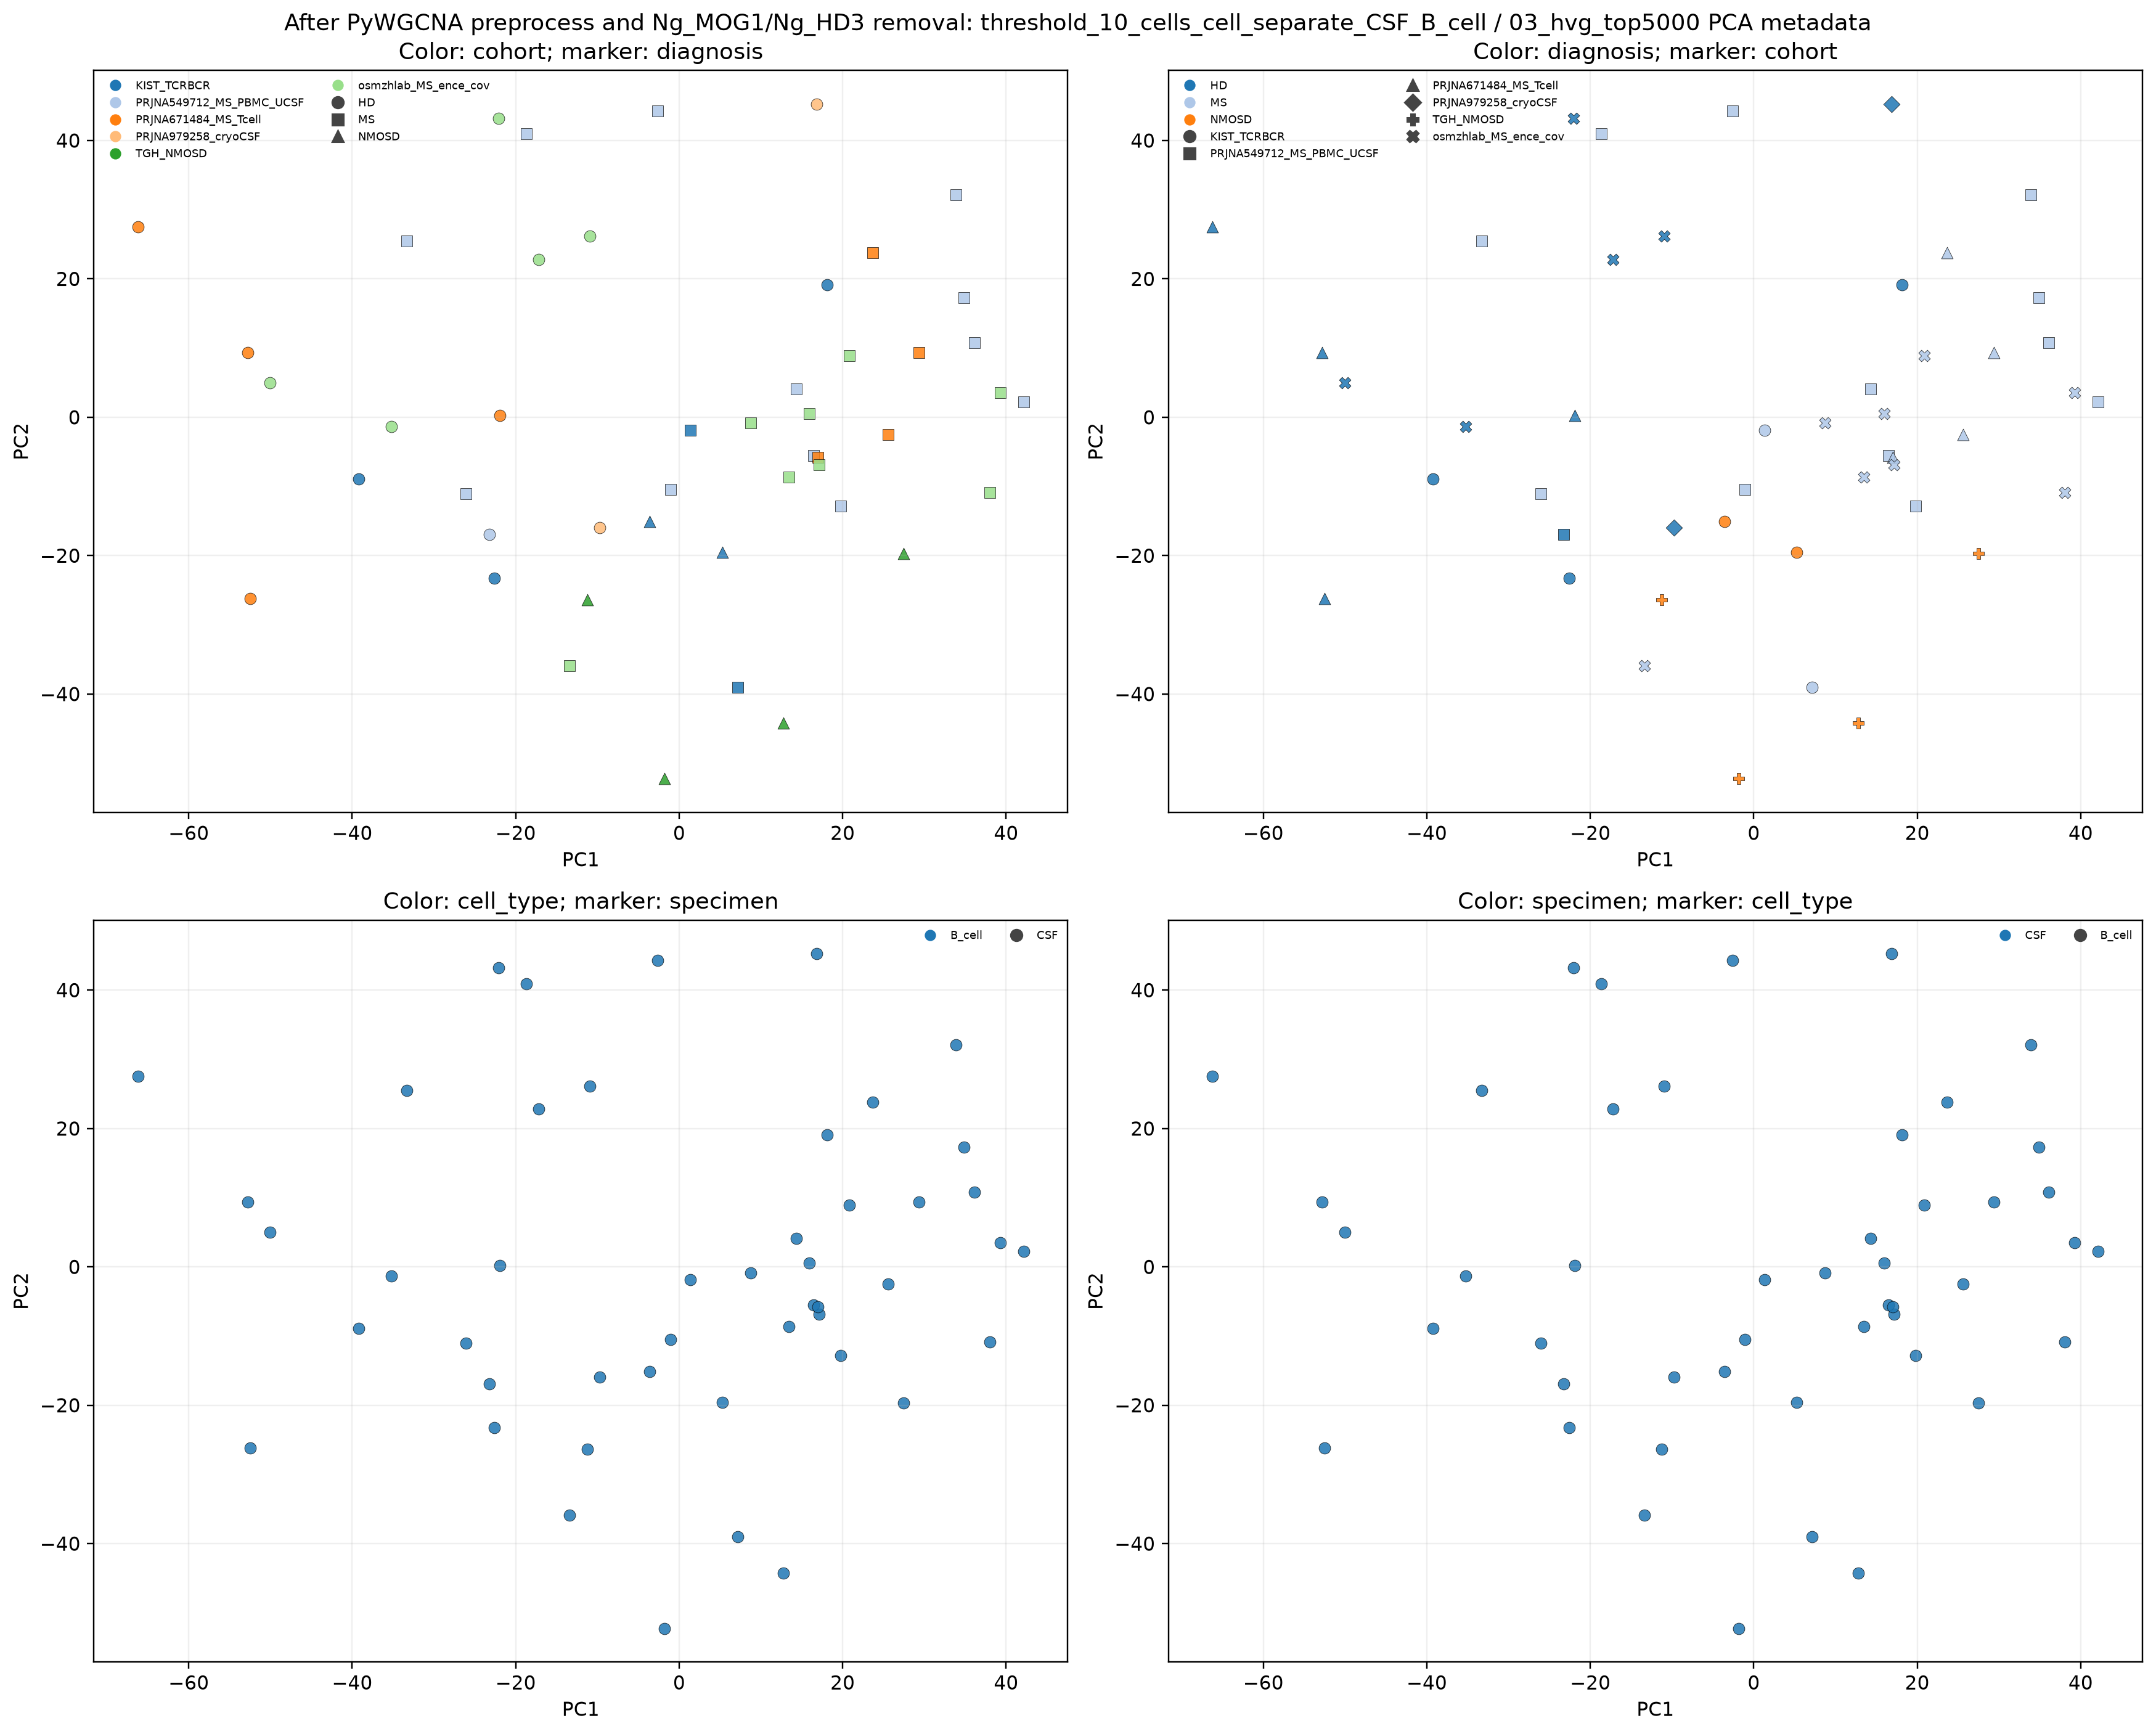 After PyWGCNA preprocess and Ng_MOG1/Ng_HD3 removal: threshold_10_cells_cell_separate_CSF_B_cell / 03_hvg_top5000 PCA metadata
Color: cohort; marker: diagnosis
KIST_TCRBCR
PRJNA549712_MS_PBMC_UCSF
PRJNA671484_MS_Tcell
PRJNA979258_cryoCSF
TGH_NMOSD
osmzhlab_MS_ence_cov
HD
MS
NMOSD
40
20
0
−20
−40
PC2
−60 −40 −20 0 20 40
PC1
Color: diagnosis; marker: cohort
HD
MS
NMOSD
KIST_TCRBCR
PRJNA549712_MS_PBMC_UCSF
PRJNA671484_MS_Tcell
PRJNA979258_cryoCSF
TGH_NMOSD
osmzhlab_MS_ence_cov
40
20
0
−20
−40
PC2
−60 −40 −20 0 20 40
PC1
Color: cell_type; marker: specimen
B_cell CSF
40
20
0
−20
−40
PC2
−60 −40 −20 0 20 40
PC1
Color: specimen; marker: cell_type
CSF B_cell
40
20
0
−20
−40
PC2
−60 −40 −20 0 20 40
PC1